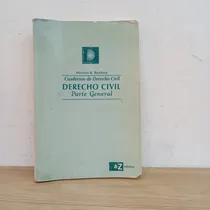 D
Cuadernos de Derecho Civil
DERECHO CIVIL
Parte General
AZ editora